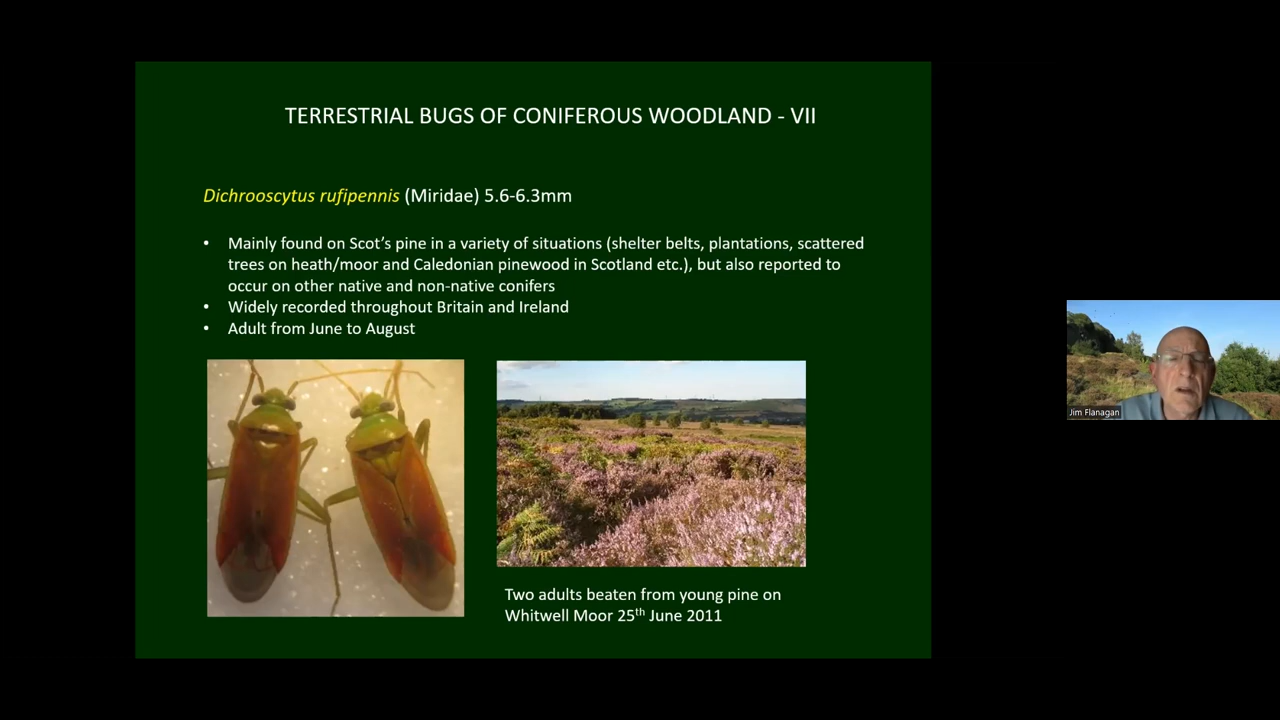 TERRESTRIAL BUGS OF CONIFEROUS WOODLAND - VII
Dichrooscytus rufipennis (Miridae) 5.6-6.3mm
• Mainly found on Scot's pine in a variety of situations (shelter belts, plantations, scattered
trees on heath/moor and Caledonian pinewood in Scotland etc.), but also reported to
occur on other native and non-native conifers
• Widely recorded throughout Britain and Ireland
• Adult from June to August
Two adults beaten from young pine on
Whitwell Moor 25th June 2011
Jim Flanagan